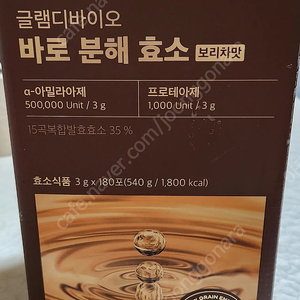 글램디바이오
바로 분해 효소 보리차맛
α-아밀라아제 프로테아제
500,000 Unit / 3 g 1,000 Unit / 3 g
15곡복합발효효소 35 %
효소식품 3 g x 180포(540 g / 1,800 kcal)